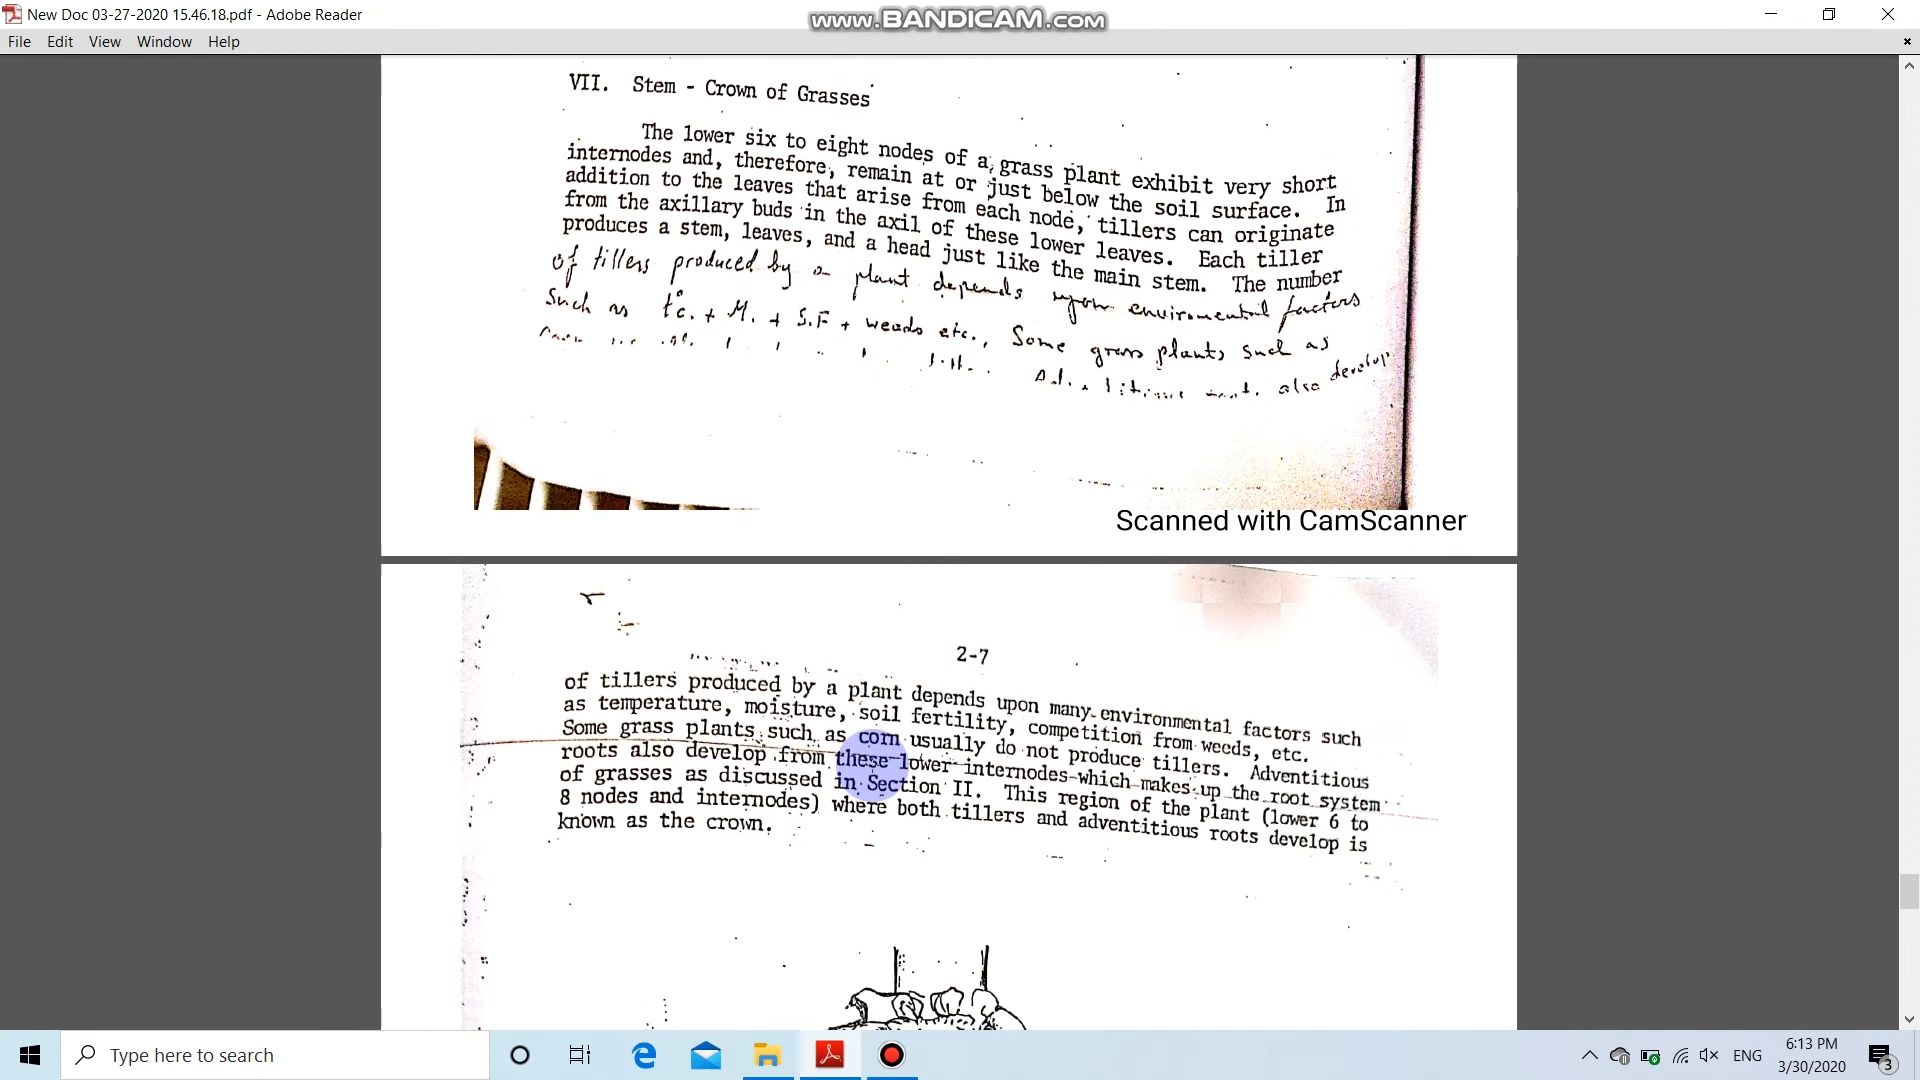 New Doc 03-27-2020 15.46.18.pdf - Adobe Reader
www.BANDICAM.com
File Edit View Window Help
VII. Stem - Crown of Grasses
The lower six to eight nodes of a grass plant exhibit very short
internodes and, therefore, remain at or just below the soil surface. In
addition to the leaves that arise from each node, tillers can originate
from the axillary buds in the axil of these lower leaves. Each tiller
produces a stem, leaves, and a head just like the main stem. The number
of tillers produced by a plant depends upon enviromental factors
Such as t°c. + M. + S.F + weeds etc., Some grass plants such as
also develop
Scanned with CamScanner
2-7
of tillers produced by a plant depends upon many environmental factors such
as temperature, moisture, soil fertility, competition from weeds, etc.
Some grass plants such as corn usually do not produce tillers. Adventitious
roots also develop from these lower internodes which makes up the root system
of grasses as discussed in Section II. This region of the plant (lower 6 to
8 nodes and internodes) where both tillers and adventitious roots develop is
known as the crown.
Type here to search
ENG
6:13 PM
3/30/2020
3